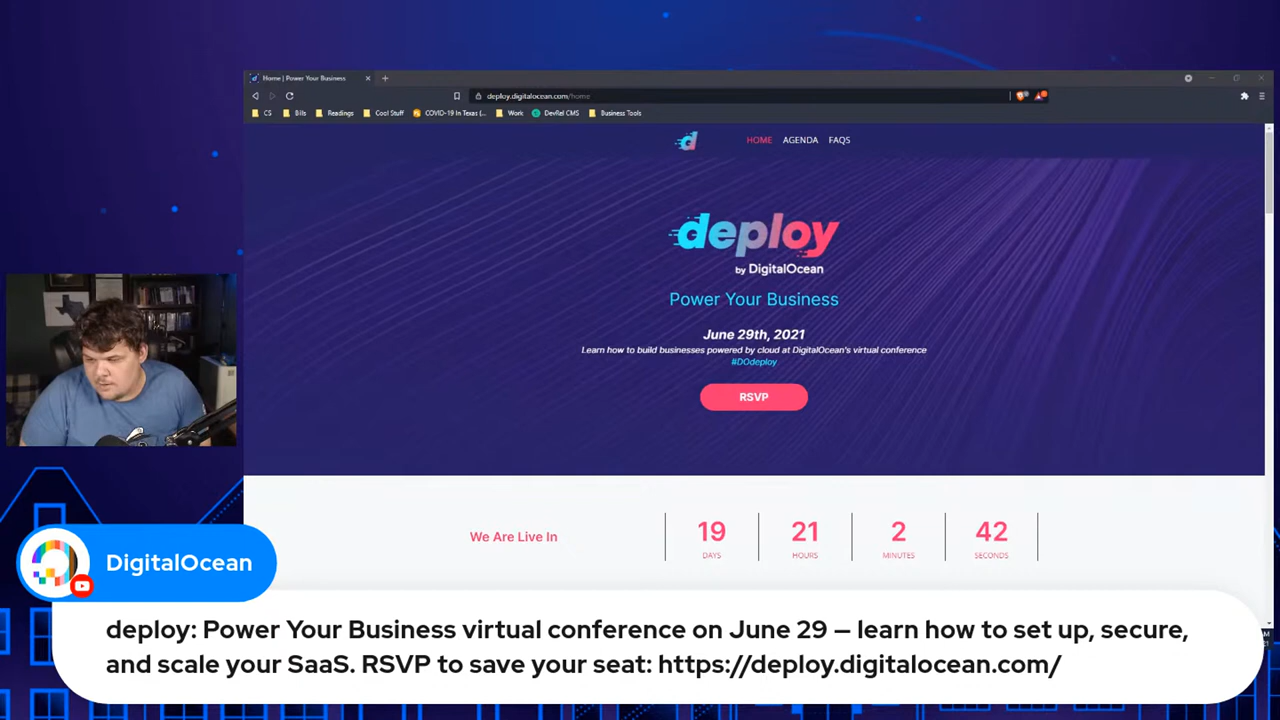 Home | Power Your Business
deploy.digitalocean.com/home
CS
Bills
Readings
Cool Stuff
COVID-19 In Texas (...
Work
DevRel CMS
Business Tools
d
HOME
AGENDA
FAQS
deploy
by DigitalOcean
Power Your Business
June 29th, 2021
Learn how to build businesses powered by cloud at DigitalOcean's virtual conference
#DOdeploy
RSVP
We Are Live In
19
DAYS
21
HOURS
2
MINUTES
42
SECONDS
DigitalOcean
deploy: Power Your Business virtual conference on June 29 – learn how to set up, secure,
and scale your SaaS. RSVP to save your seat: https://deploy.digitalocean.com/